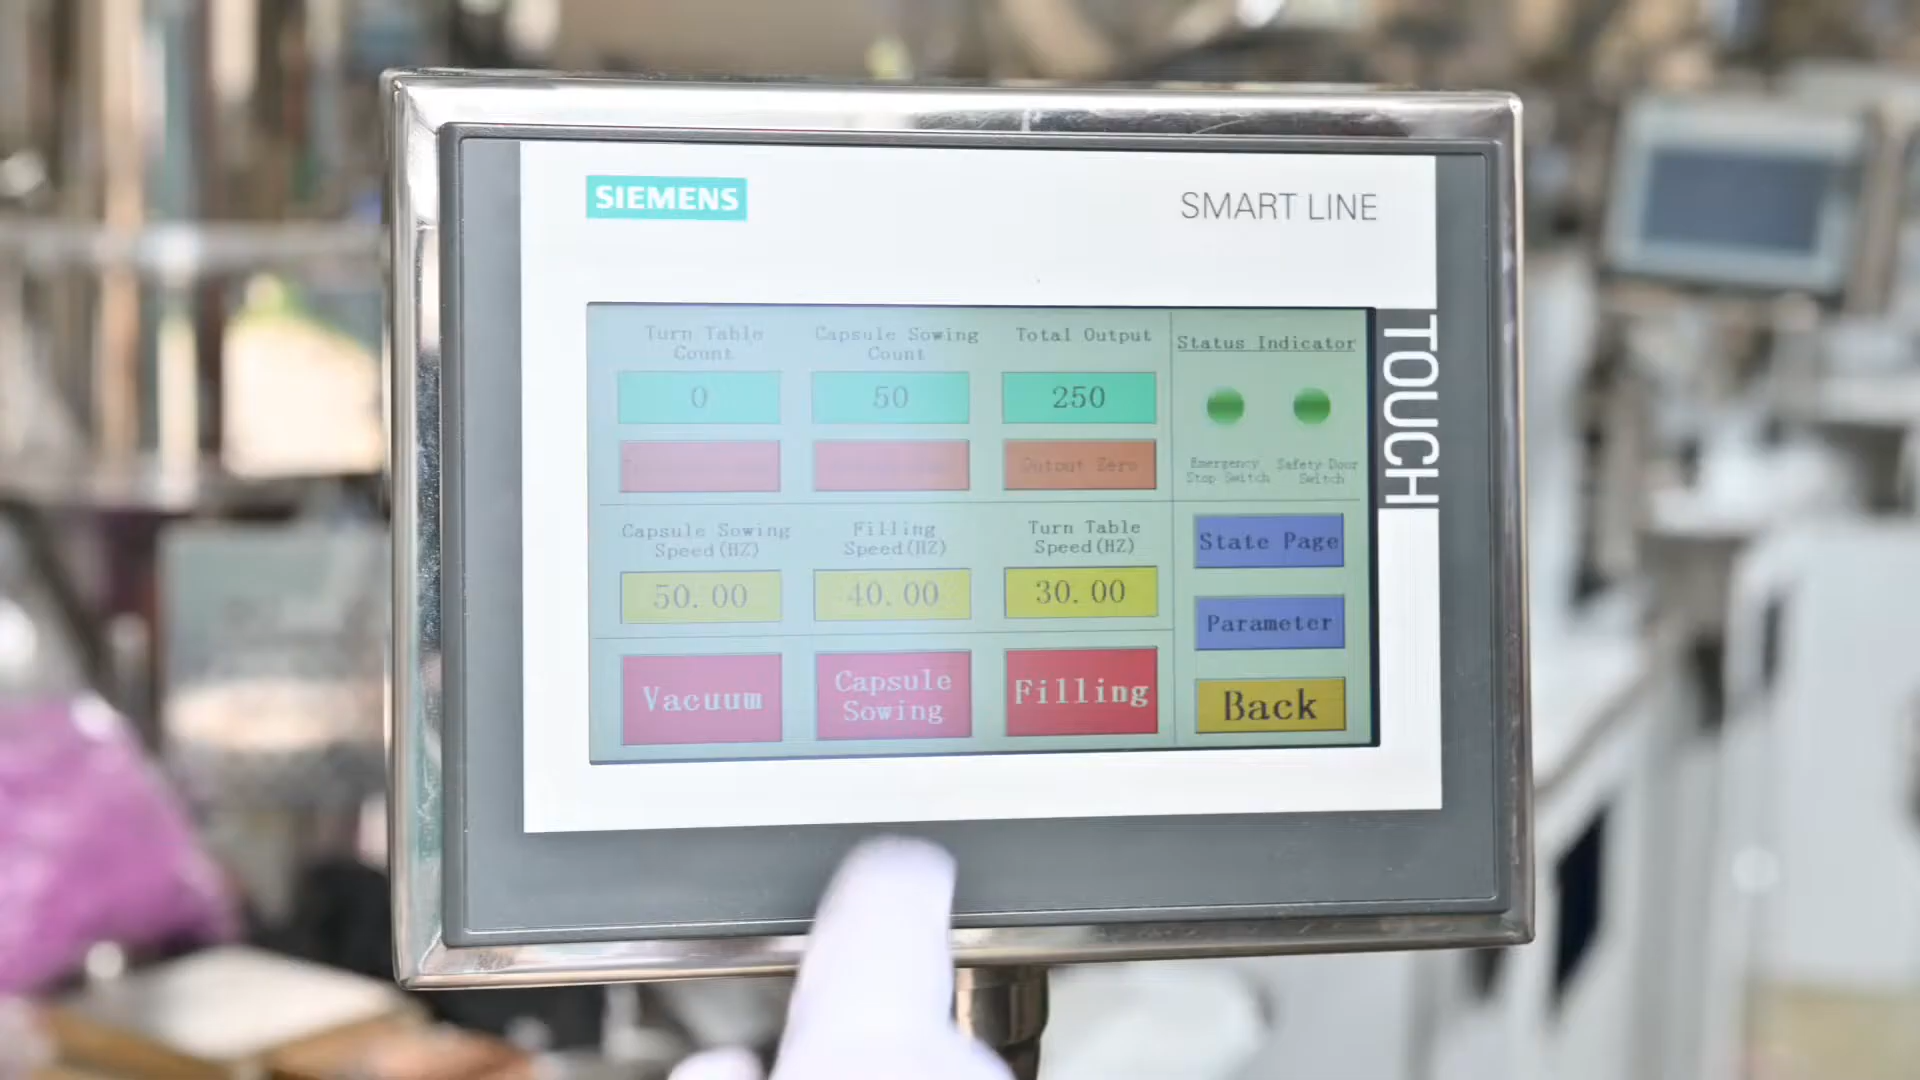 SIEMENS
SMART LINE
TOUCH
Turn Table
Count
Capsule Sowing
Count
Total Output
Status Indicator
0
50
250
Output Zero
Emergency
Stop Switch
Safety Door
Switch
Capsule Sowing
Speed(HZ)
Filling
Speed(HZ)
Turn Table
Speed(HZ)
State Page
50.00
40.00
30.00
Parameter
Vacuum
Capsule
Sowing
Filling
Back